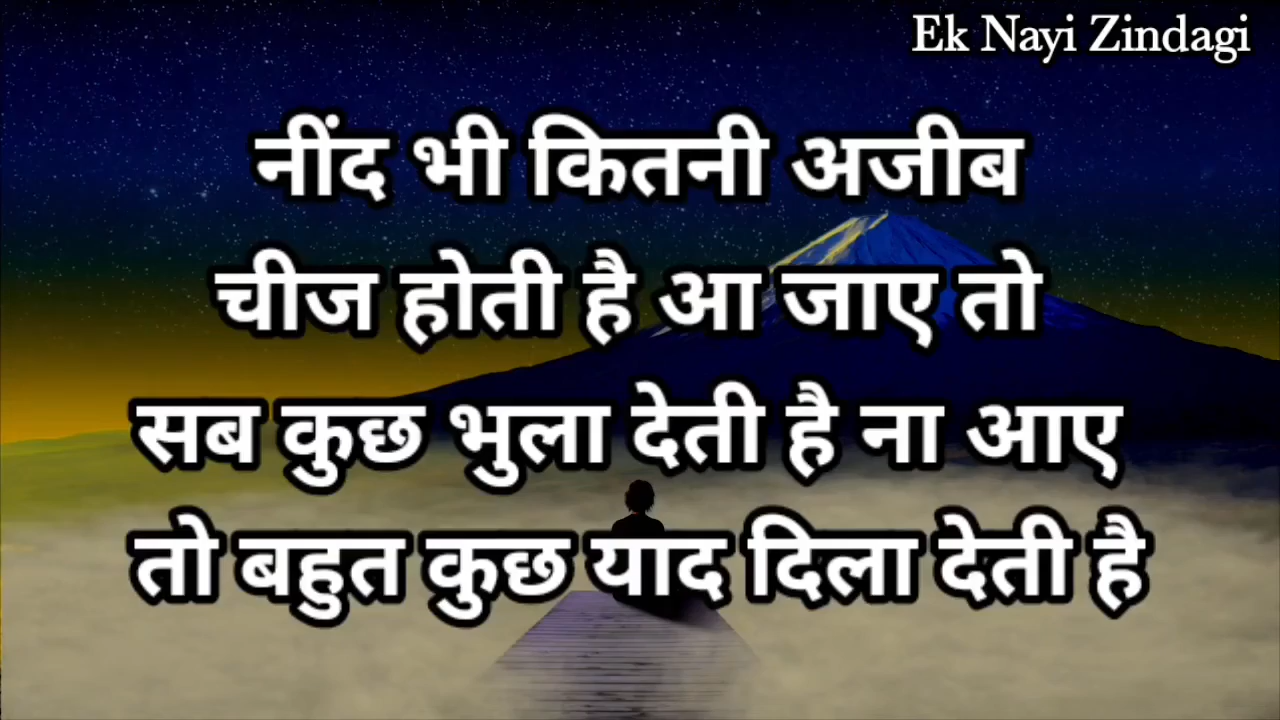 Ek Nayi Zindagi
नींद भी कितनी अजीब
चीज होती है आ जाए तो
सब कुछ भुला देती है ना आए
तो बहुत कुछ याद दिला देती है